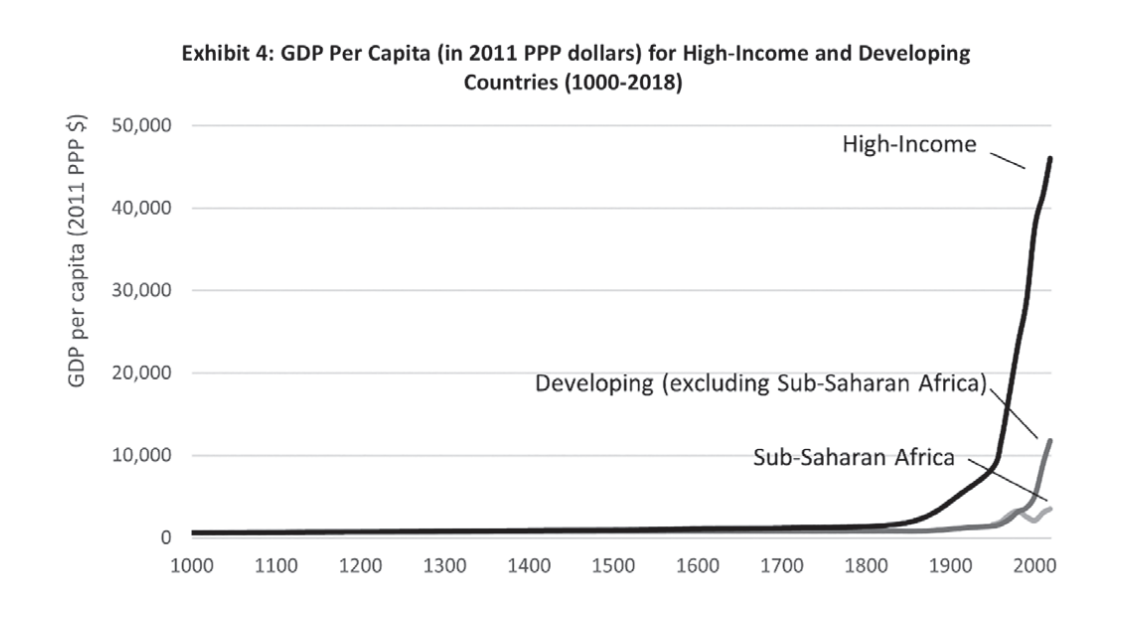 Exhibit 4: GDP Per Capita (in 2011 PPP dollars) for High-Income and Developing
Countries (1000-2018)
GDP per capita (2011 PPP $)
50,000
40,000
30,000
20,000
10,000
0
High-Income
Developing (excluding Sub-Saharan Africa)
Sub-Saharan Africa
1000 1100 1200 1300 1400 1500 1600 1700 1800 1900 2000